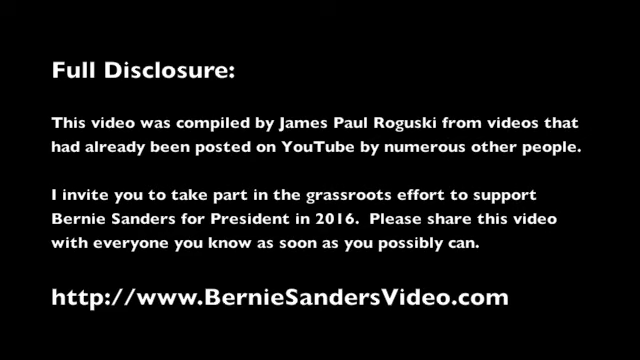 Full Disclosure:
This video was compiled by James Paul Roguski from videos that
had already been posted on YouTube by numerous other people.
I invite you to take part in the grassroots effort to support
Bernie Sanders for President in 2016.  Please share this video
with everyone you know as soon as you possibly can.
http://www.BernieSandersVideo.com